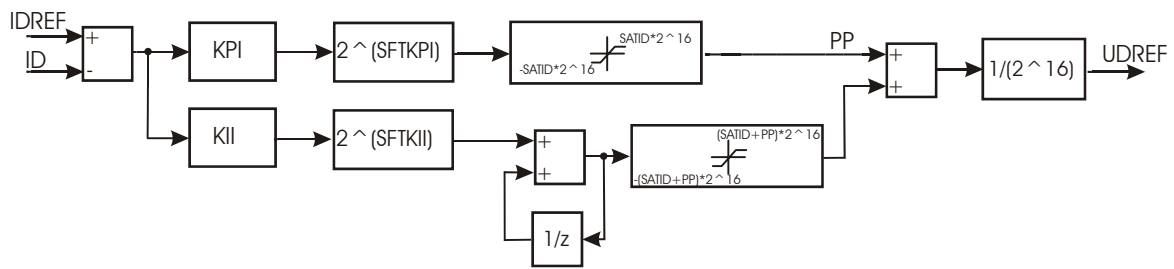 IDREF
+
ID
-
KPI
2^(SFTKPI)
SATID*2^16
-SATID*2^16
PP
+
+
1/(2^16)
UDREF
KII
2^(SFTKII)
+
+
(SATID+PP)*2^16
-(SATID+PP)*2^16
1/z